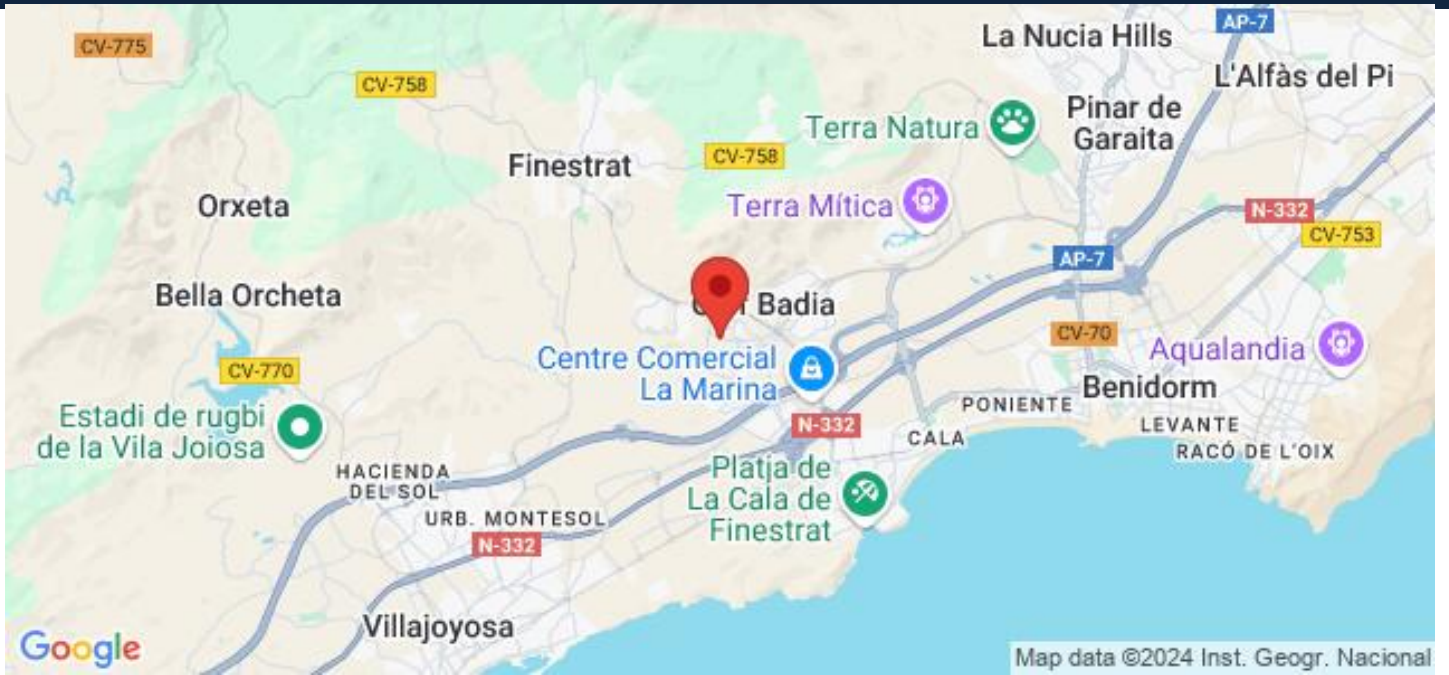 AP-7
La Nucia Hills
CV-775
L'Alfàs del Pi
CV-758
Pinar de
Garaita
Terra Natura
Finestrat
CV-758
Orxeta
Terra Mítica
N-332
CV-753
AP-7
Bella Orcheta
Badia
CV-70
Centre Comercial
La Marina
Aqualandia
CV-770
Benidorm
PONIENTE
Estadi de rugbi
de la Vila Joiosa
N-332
LEVANTE
CALA
RACÓ DE L'OIX
HACIENDA
DEL SOL
Platja de
La Cala de
Finestrat
URB. MONTESOL
N-332
Villajoyosa
Google
Map data ©2024 Inst. Geogr. Nacional